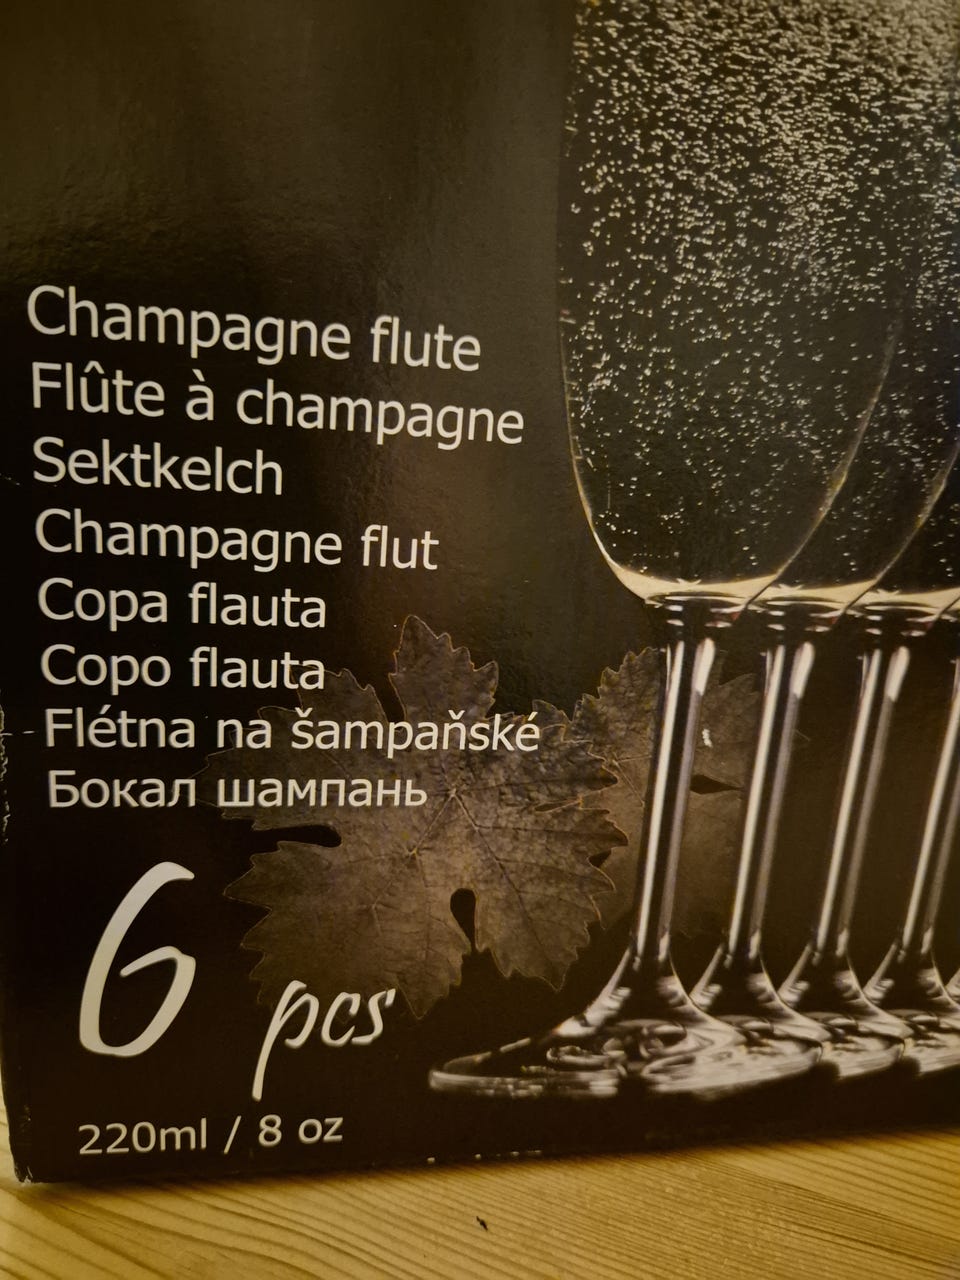 Champagne flute
Flûte à champagne
Sektkelch
Champagne flut
Copa flauta
Copo flauta
Flétna na šampaňské
Бокал шампань
6 pcs
220ml / 8 oz